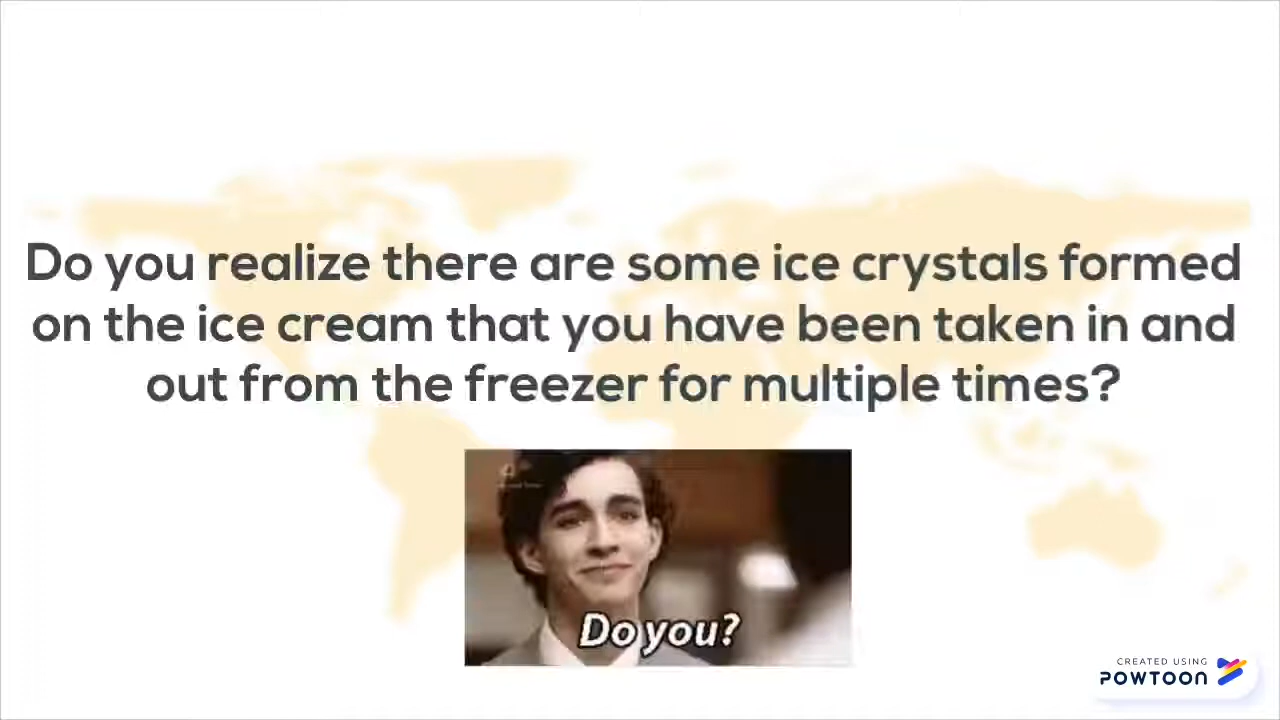 Do you realize there are some ice crystals formed
on the ice cream that you have been taken in and
out from the freezer for multiple times?
Do you?
CREATED USING
POWTOON